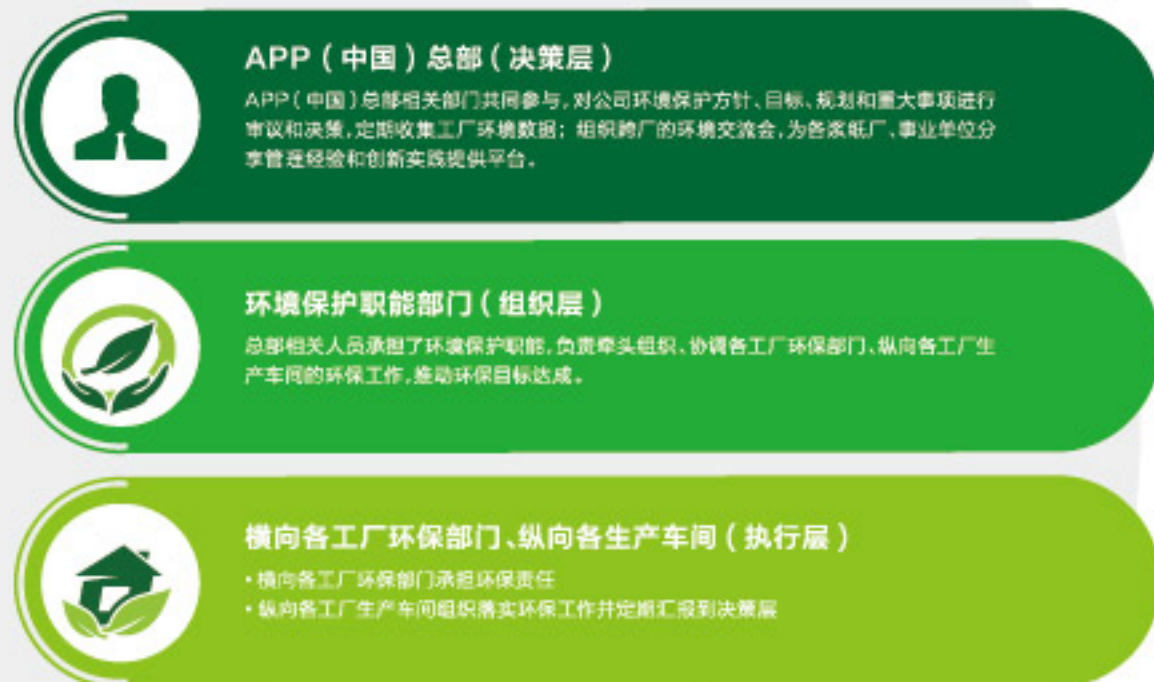 APP（中国）总部（决策层）
APP（中国）总部相关部门共同参与，对公司环境保护方针、目标、规划和重大事项进行
审议和决策，定期收集工厂环境数据；组织跨厂的环境交流会，为各浆纸厂、事业单位分
享管理经验和创新实践提供平台。
环境保护职能部门（组织层）
总部相关人员承担了环境保护职能，负责牵头组织、协调各工厂环保部门、纵向各工厂生
产车间的环保工作，推动环保目标达成。
横向各工厂环保部门、纵向各生产车间（执行层）
• 横向各工厂环保部门承担环保责任
• 纵向各工厂生产车间组织落实环保工作并定期汇报到决策层